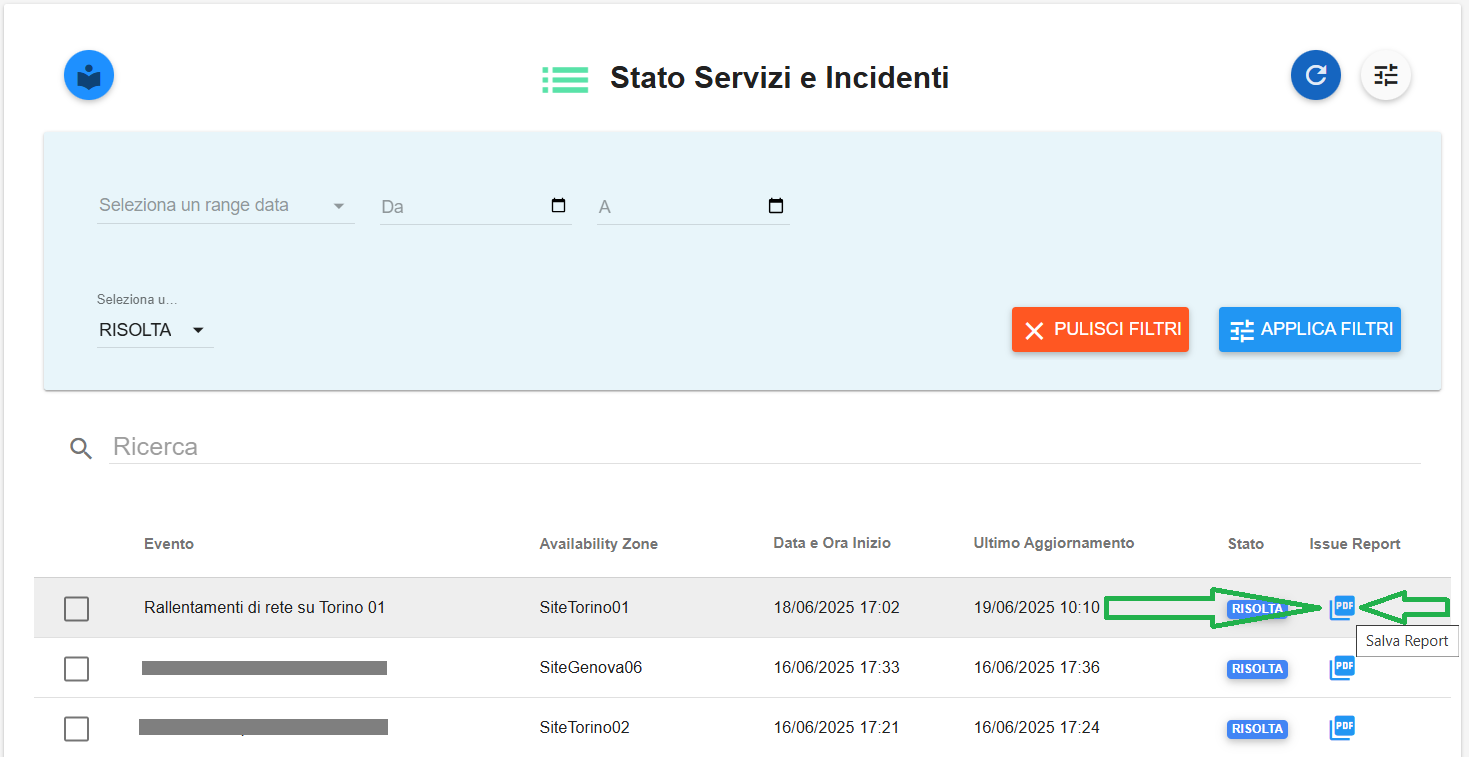 Stato Servizi e Incidenti
Seleziona un range data
Da
A
Seleziona u...
RISOLTA
PULISCI FILTRI
APPLICA FILTRI
Ricerca
Evento Availability Zone Data e Ora Inizio Ultimo Aggiornamento Stato Issue Report
Rallentamenti di rete su Torino 01 SiteTorino01 18/06/2025 17:02 19/06/2025 10:10 RISOLTA PDF
Salva Report
SiteGenova06 16/06/2025 17:33 16/06/2025 17:36 RISOLTA PDF
SiteTorino02 16/06/2025 17:21 16/06/2025 17:24 RISOLTA PDF